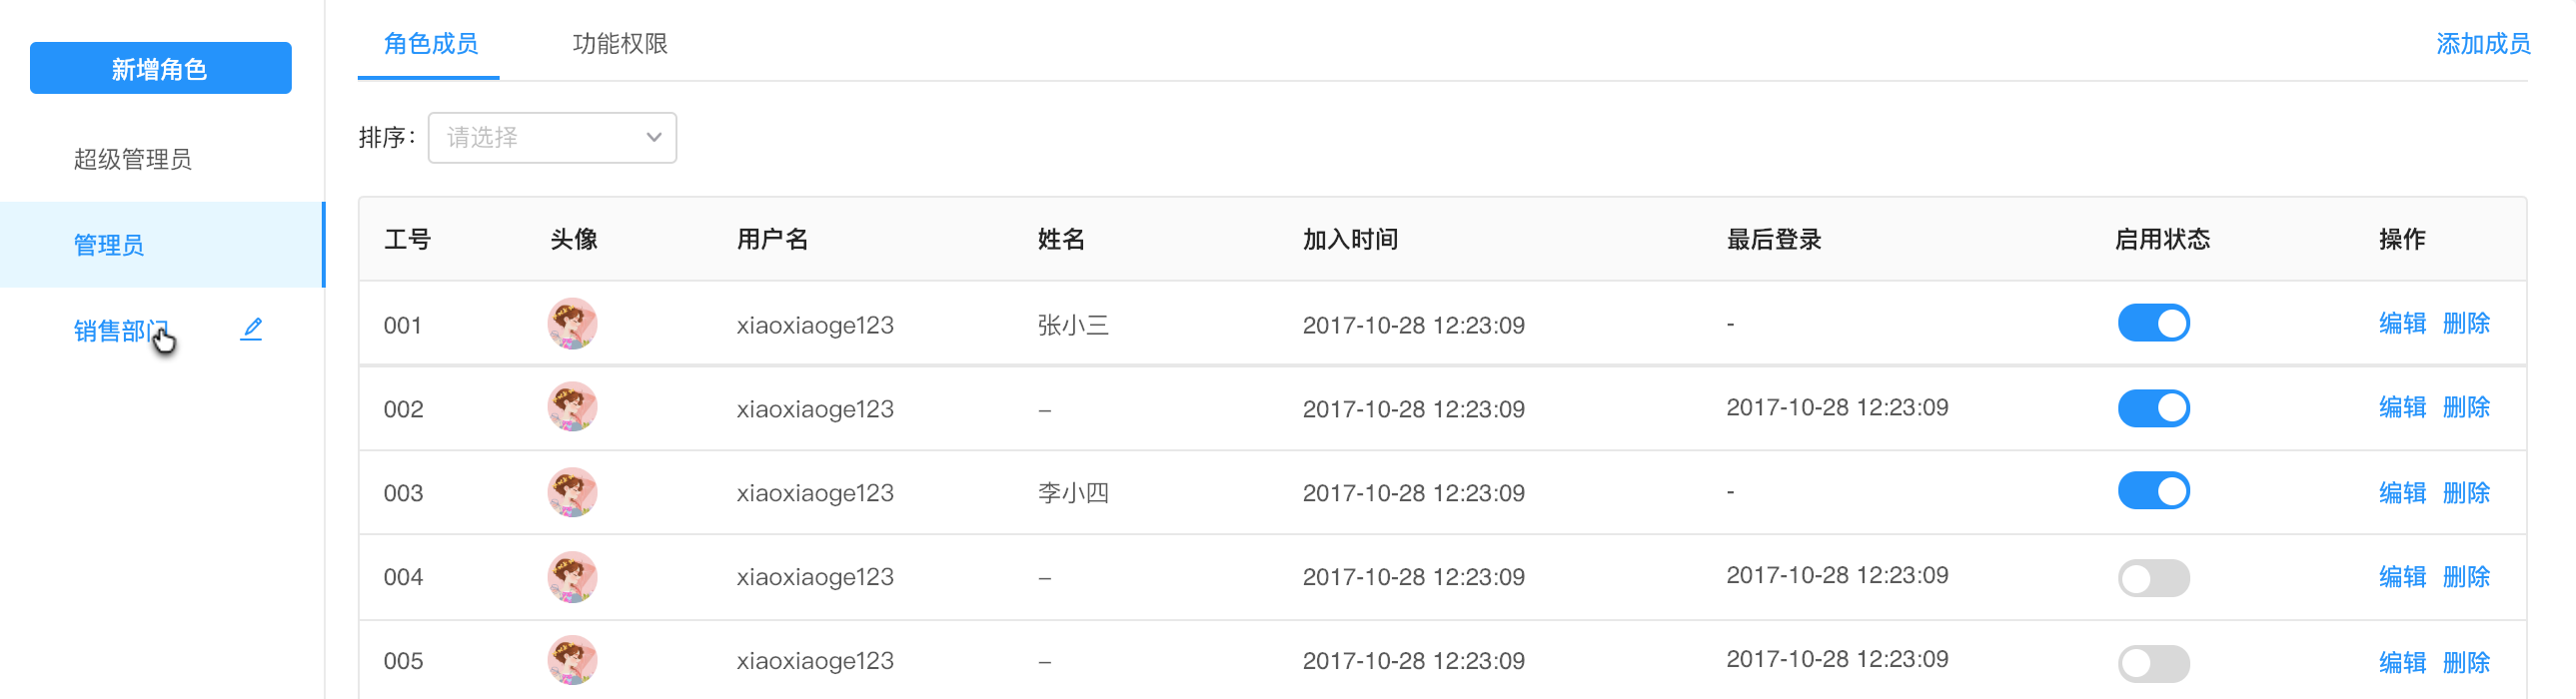 新增角色
超级管理员
管理员
销售部门
角色成员 功能权限 添加成员
排序: 请选择
工号 头像 用户名 姓名 加入时间 最后登录 启用状态 操作
001 xiaoxiaoge123 张小三 2017-10-28 12:23:09 - 编辑 删除
002 xiaoxiaoge123 – 2017-10-28 12:23:09 2017-10-28 12:23:09 编辑 删除
003 xiaoxiaoge123 李小四 2017-10-28 12:23:09 - 编辑 删除
004 xiaoxiaoge123 – 2017-10-28 12:23:09 2017-10-28 12:23:09 编辑 删除
005 xiaoxiaoge123 – 2017-10-28 12:23:09 2017-10-28 12:23:09 编辑 删除